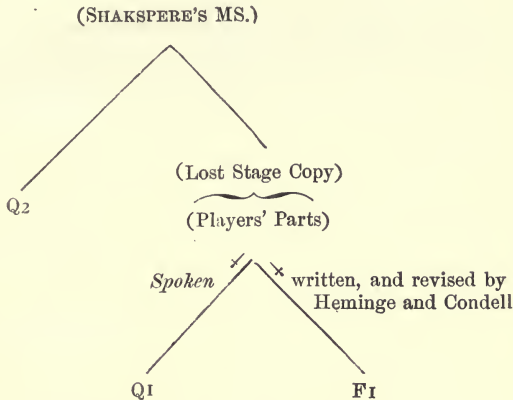 (SHAKSPERE'S MS.)
(Lost Stage Copy)
Q2
(Players' Parts)
Spoken
written, and revised by
Heminge and Condell
Q1
F1